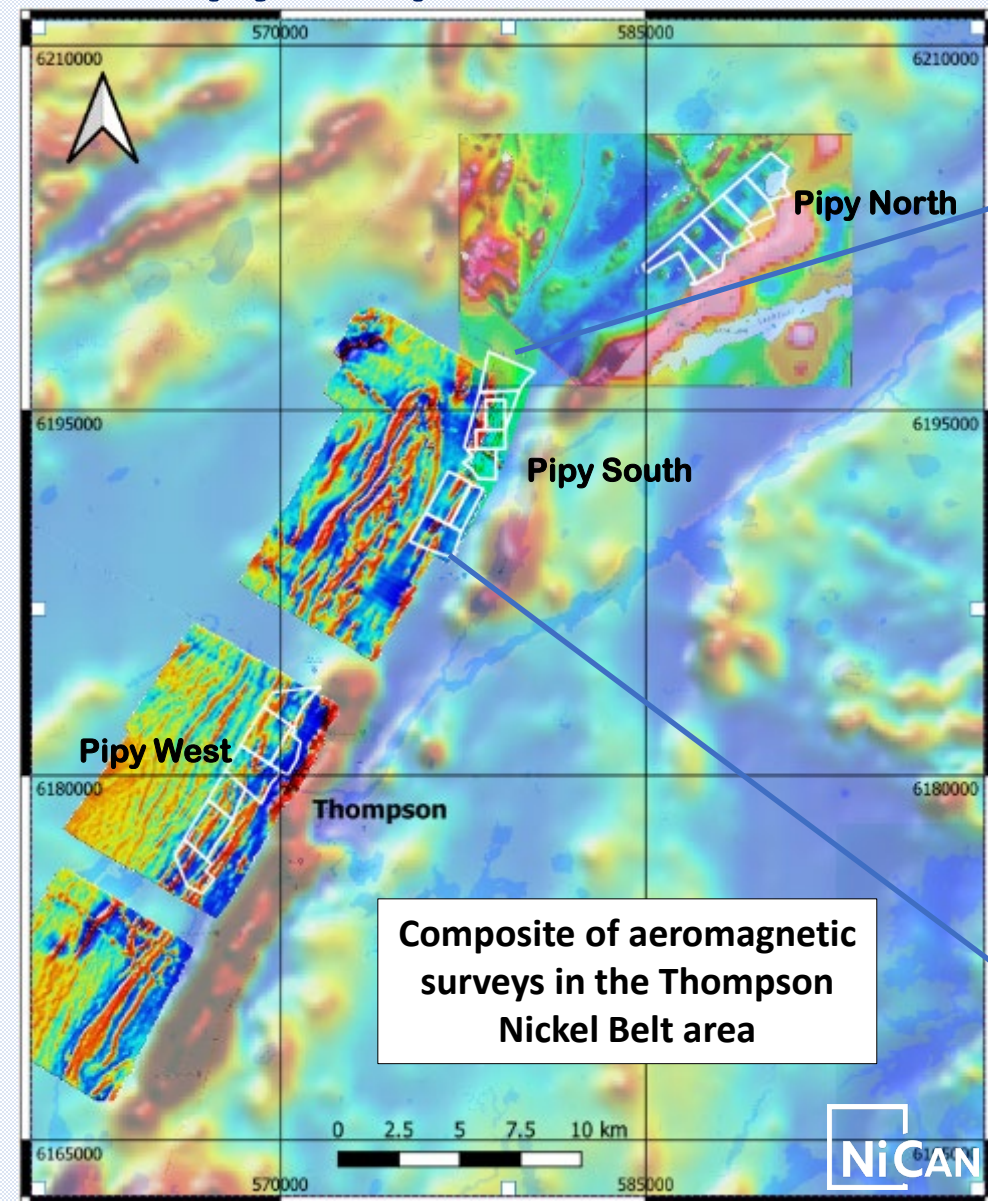 570000 585000
6210000 6210000
Pipy North
6195000 6195000
Pipy South
Pipy West
6180000 6180000
Thompson
Composite of aeromagnetic
surveys in the Thompson
Nickel Belt area
0 2.5 5 7.5 10 km
6165000
NiCAN
570000 585000